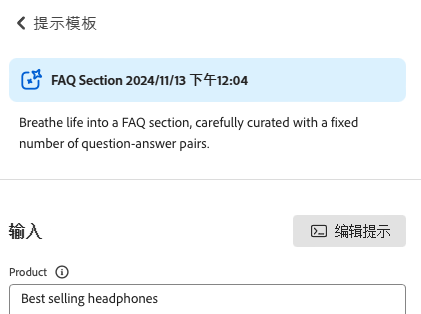 提示模板
FAQ Section 2024/11/13 下午12:04
Breathe life into a FAQ section, carefully curated with a fixed
number of question-answer pairs.
输入
编辑提示
Product
Best selling headphones